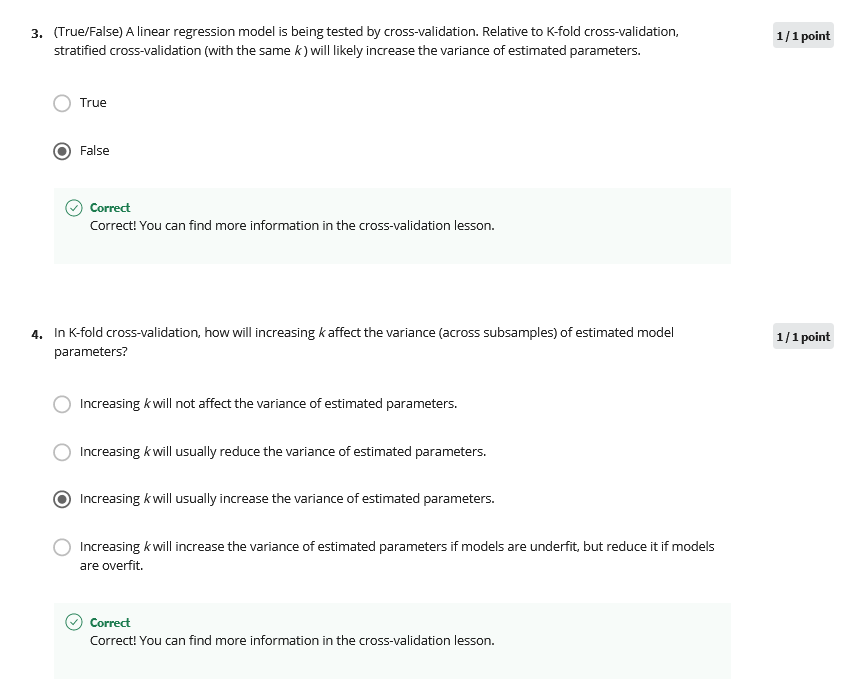 3. (True/False) A linear regression model is being tested by cross-validation. Relative to K-fold cross-validation,
stratified cross-validation (with the same k) will likely increase the variance of estimated parameters.
1 / 1 point
True
False
Correct
Correct! You can find more information in the cross-validation lesson.
4. In K-fold cross-validation, how will increasing k affect the variance (across subsamples) of estimated model
parameters?
1 / 1 point
Increasing k will not affect the variance of estimated parameters.
Increasing k will usually reduce the variance of estimated parameters.
Increasing k will usually increase the variance of estimated parameters.
Increasing k will increase the variance of estimated parameters if models are underfit, but reduce it if models
are overfit.
Correct
Correct! You can find more information in the cross-validation lesson.